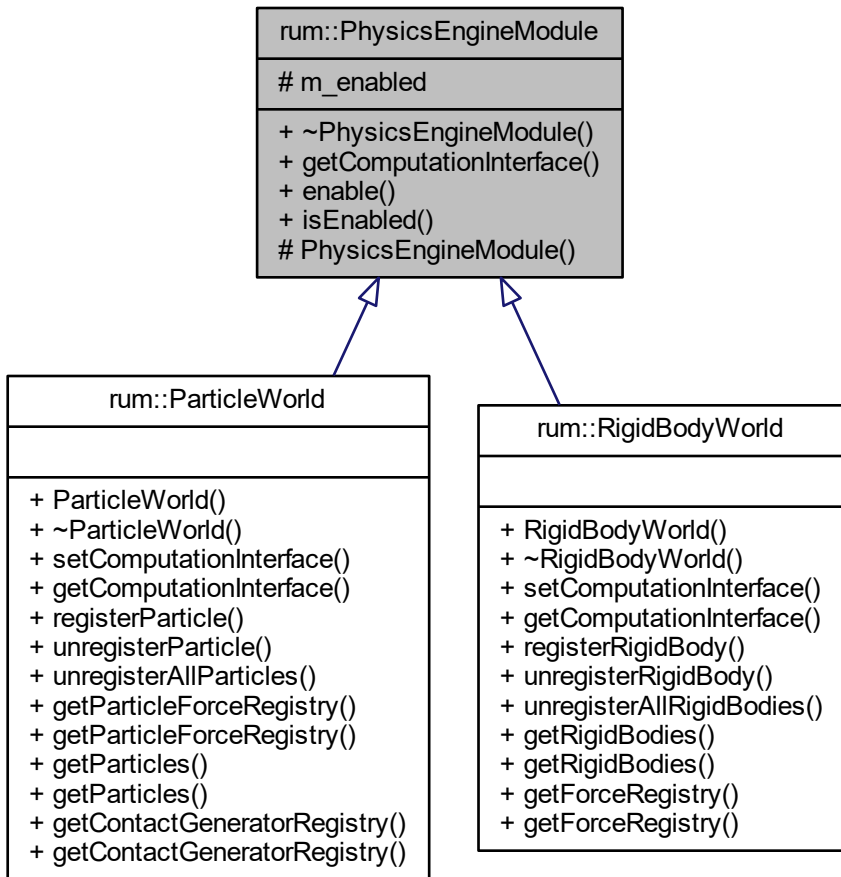 rum::PhysicsEngineModule
# m_enabled
+ ~PhysicsEngineModule()
+ getComputationInterface()
+ enable()
+ isEnabled()
# PhysicsEngineModule()
rum::ParticleWorld
+ ParticleWorld()
+ ~ParticleWorld()
+ setComputationInterface()
+ getComputationInterface()
+ registerParticle()
+ unregisterParticle()
+ unregisterAllParticles()
+ getParticleForceRegistry()
+ getParticleForceRegistry()
+ getParticles()
+ getParticles()
+ getContactGeneratorRegistry()
+ getContactGeneratorRegistry()
rum::RigidBodyWorld
+ RigidBodyWorld()
+ ~RigidBodyWorld()
+ setComputationInterface()
+ getComputationInterface()
+ registerRigidBody()
+ unregisterRigidBody()
+ unregisterAllRigidBodies()
+ getRigidBodies()
+ getRigidBodies()
+ getForceRegistry()
+ getForceRegistry()